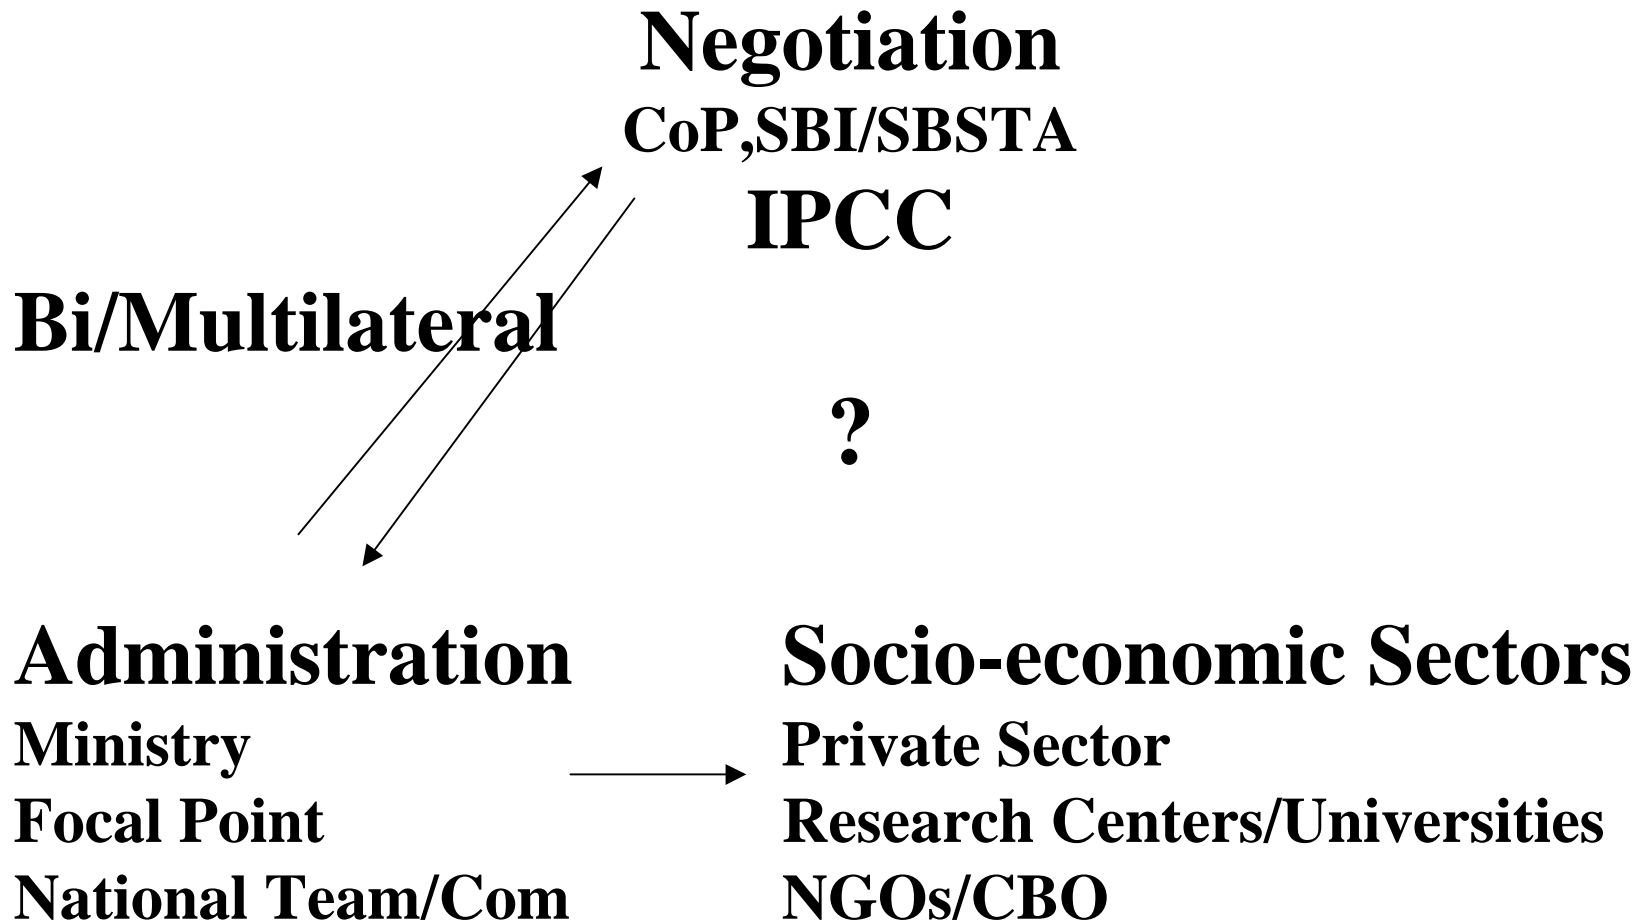 Negotiation
CoP,SBI/SBSTA
IPCC
Bi/Multilateral
?
Administration
Ministry
Focal Point
National Team/Com
Socio-economic Sectors
Private Sector
Research Centers/Universities
NGOs/CBO